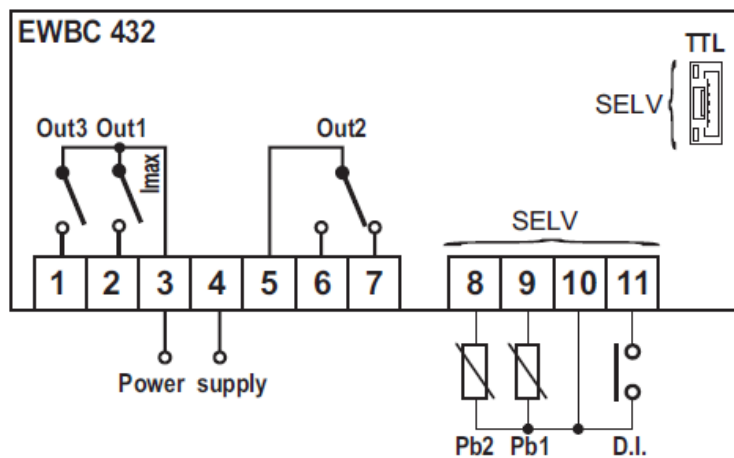 EWBC 432
TTL
SELV
Out3 Out1 Out2
Imax
SELV
1 2 3 4 5 6 7 8 9 10 11
Power supply
Pb2 Pb1 D.I.